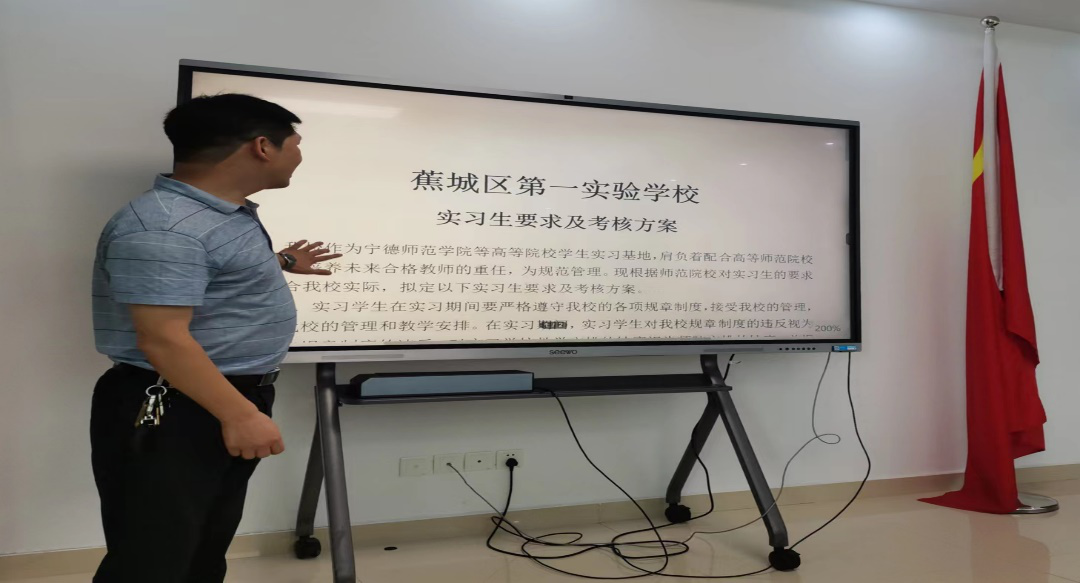 蕉城区第一实验学校
实习生要求及考核方案
作为宁德师范学院等高等院校学生实习基地，肩负着配合高等师范院校
养未来合格教师的重任，为规范管理。现根据师范院校对实习生的要求
合我校实际，拟定以下实习生要求及考核方案。
实习学生在实习期间要严格遵守我校的各项规章制度，接受我校的管理，
校的管理和教学安排。在实习，实习学生对我校规章制度的违反视为
200%
seewo